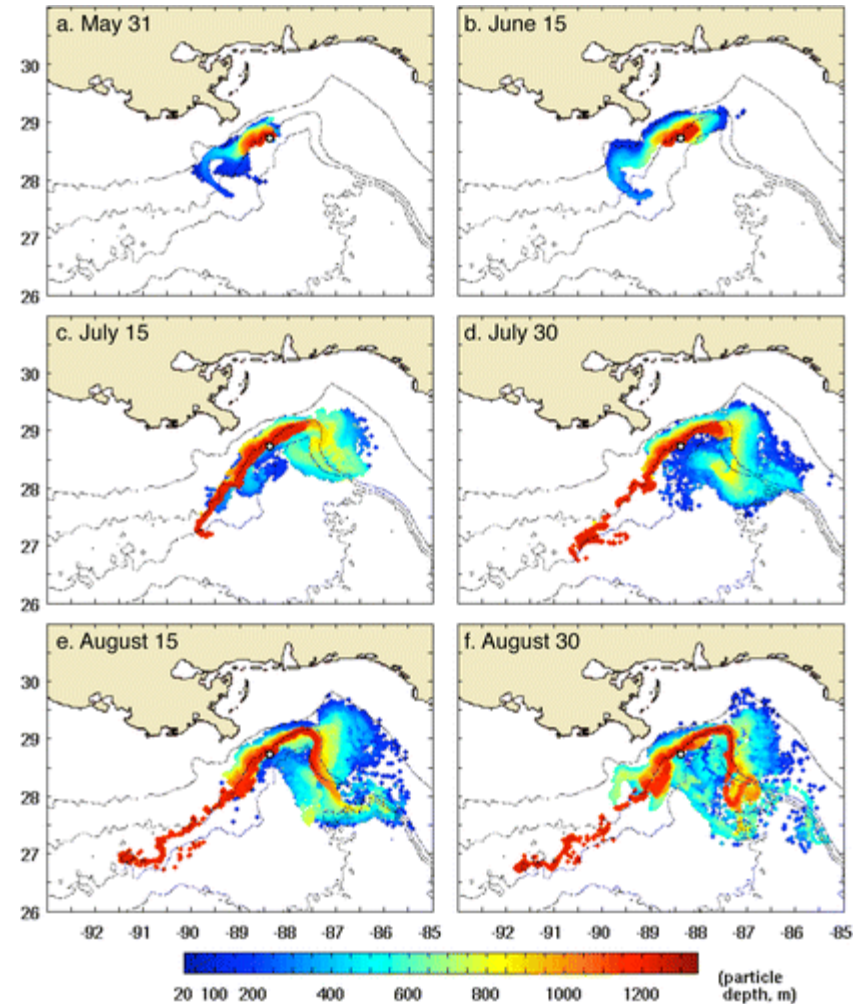 a. May 31
b. June 15
30
29
28
27
26
c. July 15
d. July 30
30
29
28
27
26
e. August 15
f. August 30
30
29
28
27
26
-92 -91 -90 -89 -88 -87 -86 -85
-92 -91 -90 -89 -88 -87 -86 -85
20 100 200 400 600 800 1000 1200
(particle
depth, m)